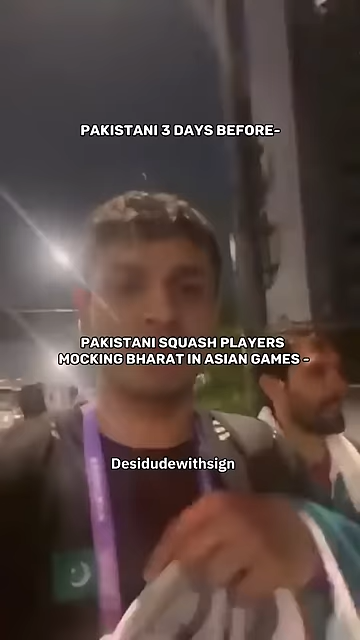 PAKISTANI 3 DAYS BEFORE-
PAKISTANI SQUASH PLAYERS
MOCKING BHARAT IN ASIAN GAMES -
Desidudewithsign